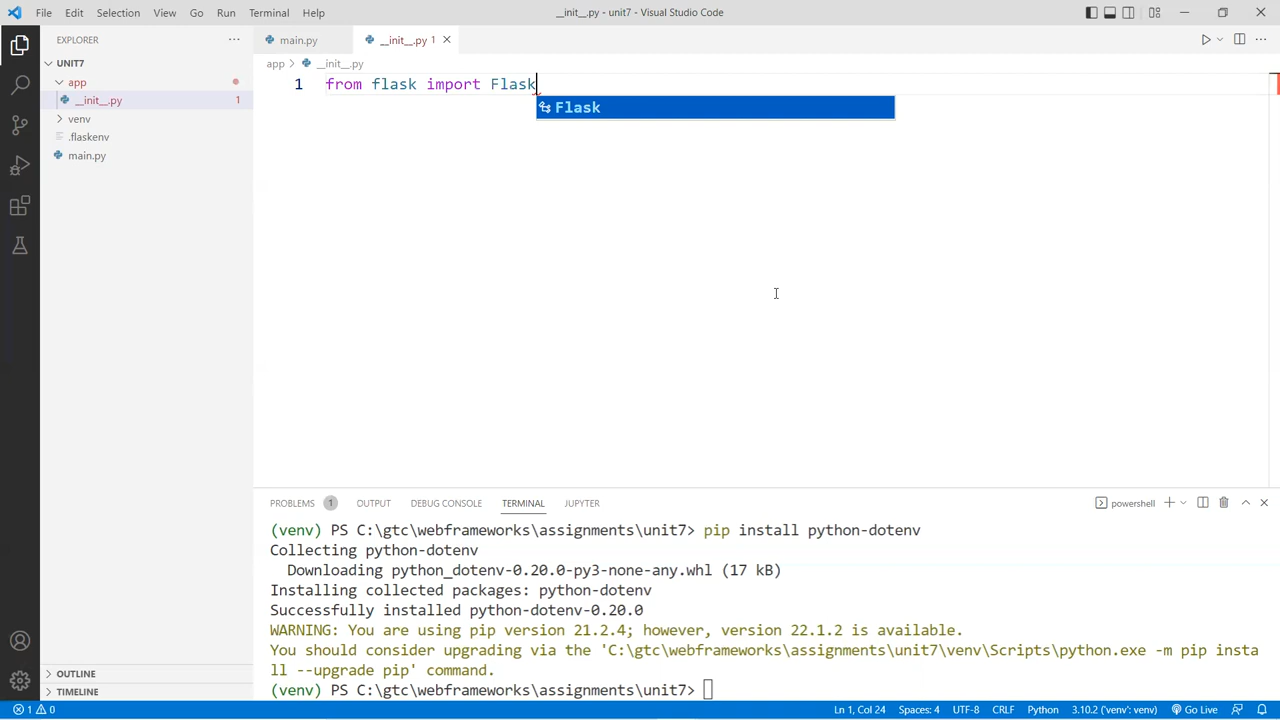 File Edit Selection View Go Run Terminal Help
__init__.py - unit7 - Visual Studio Code
EXPLORER
UNIT7
app
__init__.py 1
venv
.flaskenv
main.py
OUTLINE
TIMELINE
main.py __init__.py 1
app > __init__.py
1 from flask import Flask
Flask
PROBLEMS 1 OUTPUT DEBUG CONSOLE TERMINAL JUPYTER powershell
(venv) PS C:\gtc\webframeworks\assignments\unit7> pip install python-dotenv
Collecting python-dotenv
Downloading python_dotenv-0.20.0-py3-none-any.whl (17 kB)
Installing collected packages: python-dotenv
Successfully installed python-dotenv-0.20.0
WARNING: You are using pip version 21.2.4; however, version 22.1.2 is available.
You should consider upgrading via the 'C:\gtc\webframeworks\assignments\unit7\venv\Scripts\python.exe -m pip insta
ll --upgrade pip' command.
(venv) PS C:\gtc\webframeworks\assignments\unit7>
1 0 Ln 1, Col 24 Spaces: 4 UTF-8 CRLF Python 3.10.2 ('venv': venv) Go Live